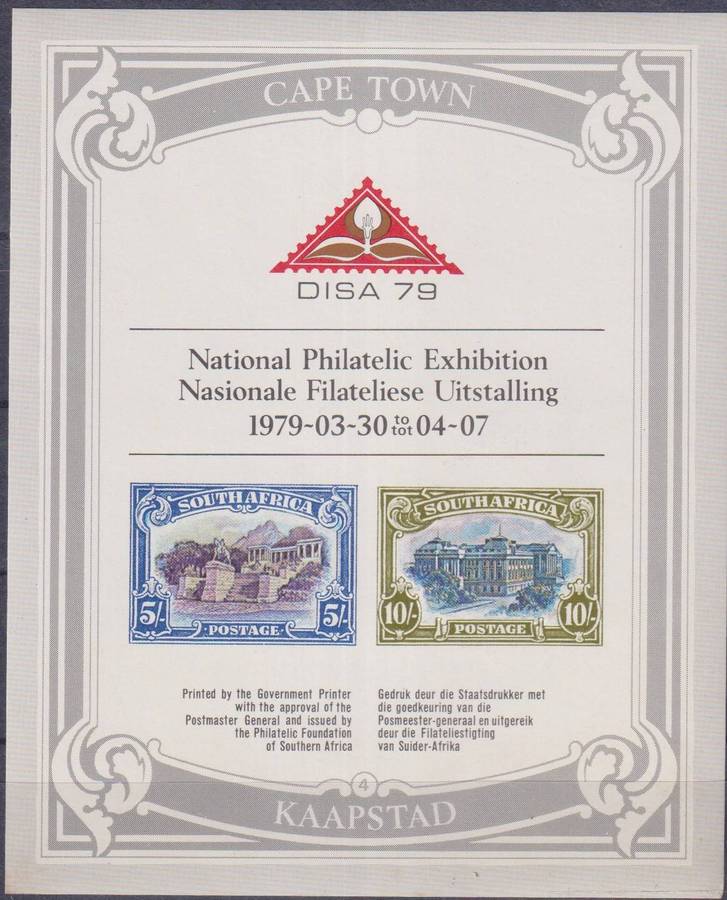 CAPE TOWN
DISA 79
National Philatelic Exhibition
Nasionale Filateliese Uitstalling
1979-03-30 to tot 04-07
SOUTH AFRICA
5/- 5/-
POSTAGE
SOUTH AFRICA
10/- 10/-
POSTAGE
Printed by the Government Printer
with the approval of the
Postmaster General and issued by
the Philatelic Foundation
of Southern Africa
Gedruk deur die Staatsdrukker met
die goedkeuring van die
Posmeester-generaal en uitgereik
deur die Filateliestigting
van Suider-Afrika
4
KAAPSTAD